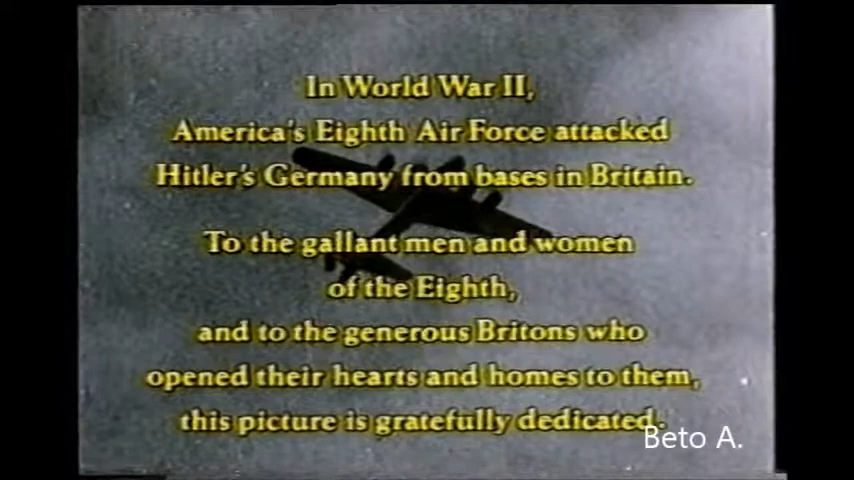 In World War II,
America's Eighth Air Force attacked
Hitler's Germany from bases in Britain.
To the gallant men and women
of the Eighth,
and to the generous Britons who
opened their hearts and homes to them,
this picture is gratefully dedicated.
Beto A.